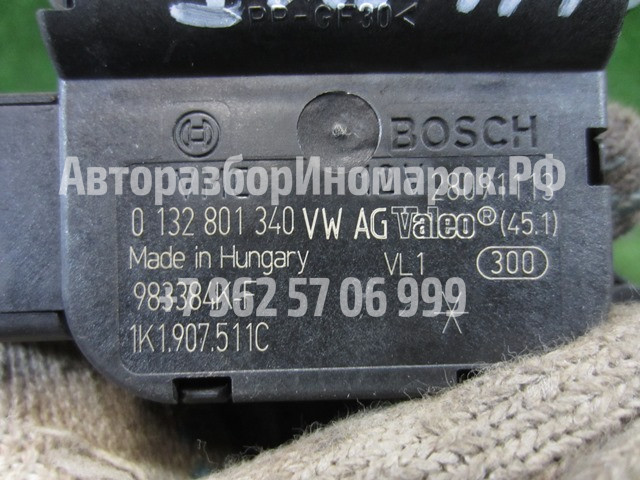 >PP-GF30<
BOSCH
АвторазборИномарок.РФ
0 132 801 340 VW AG Valeo® (45.1)
Made in Hungary VL1 300
983384K-F
+7 962 57 06 999
1K1.907.511C